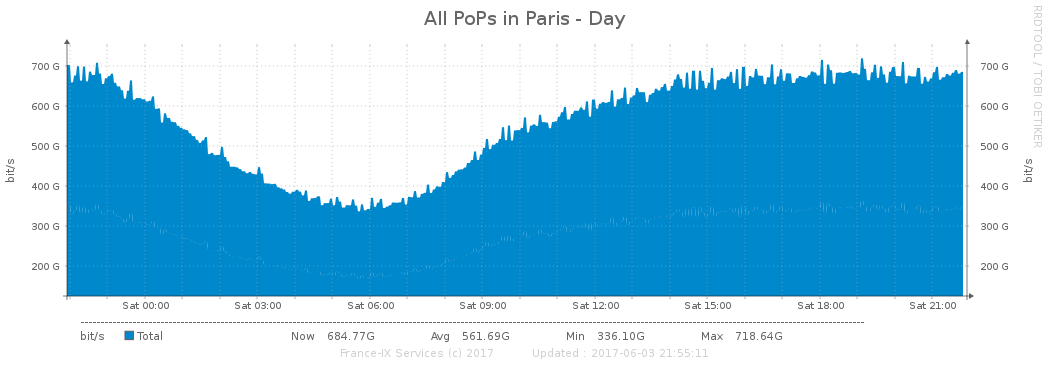 All PoPs in Paris - Day
RRDTOOL / TOBI OETIKER
bit/s
700 G
600 G
500 G
400 G
300 G
200 G
700 G
600 G
500 G
400 G
300 G
200 G
bit/s
Sat 00:00 Sat 03:00 Sat 06:00 Sat 09:00 Sat 12:00 Sat 15:00 Sat 18:00 Sat 21:00
bit/s Total Now 684.77G Avg 561.69G Min 336.10G Max 718.64G
France-IX Services (c) 2017 Updated : 2017-06-03 21:55:11